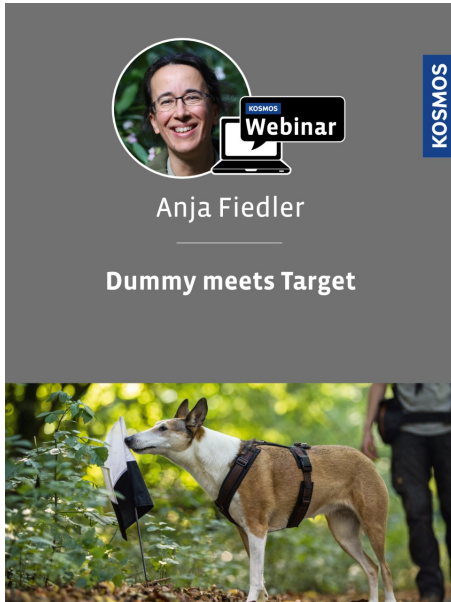 KOSMOS
KOSMOS
Webinar
Anja Fiedler
Dummy meets Target